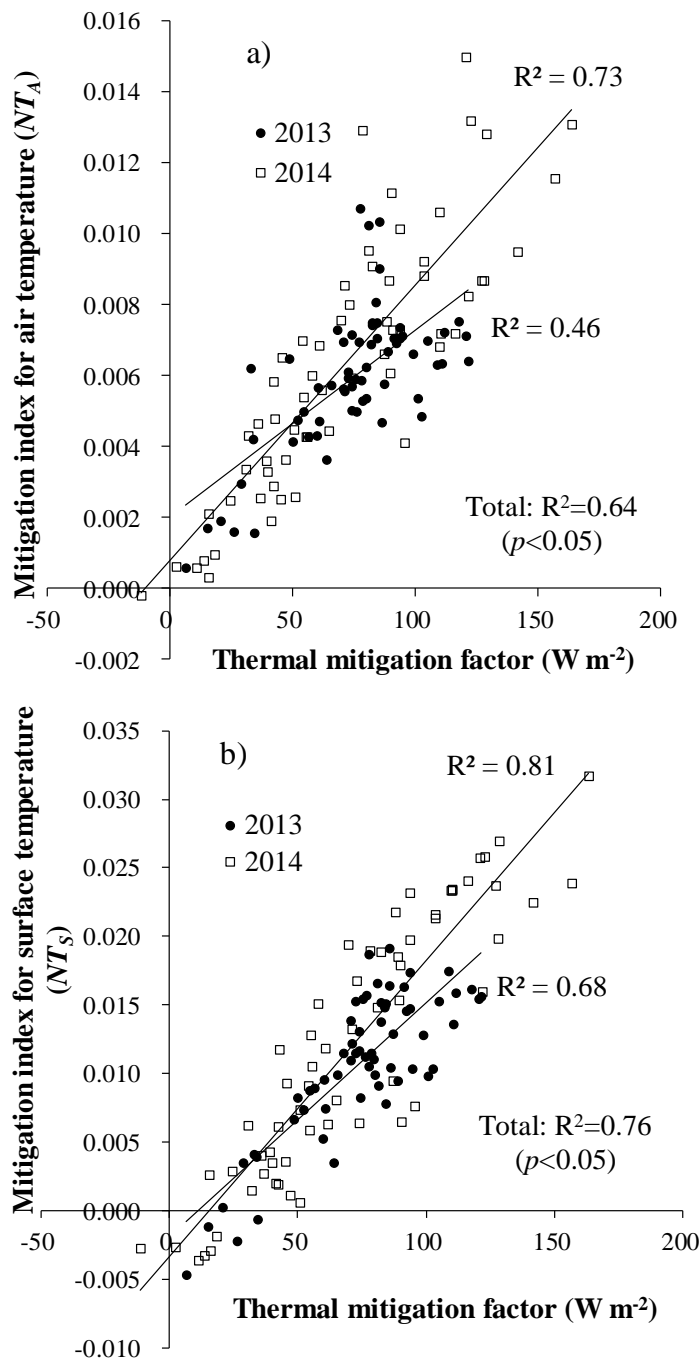 0.016
0.014
0.012
0.010
0.008
0.006
0.004
0.002
0.000
-0.002
Mitigation index for air temperature (NT_A)
a)
2013
2014
R² = 0.73
R² = 0.46
Total: R²=0.64
(p<0.05)
-50 0 50 100 150 200
Thermal mitigation factor (W m⁻²)
0.035
0.030
0.025
0.020
0.015
0.010
0.005
0.000
-0.005
-0.010
Mitigation index for surface temperature
(NT_S)
b)
2013
2014
R² = 0.81
R² = 0.68
Total: R²=0.76
(p<0.05)
-50 0 50 100 150 200
Thermal mitigation factor (W m⁻²)